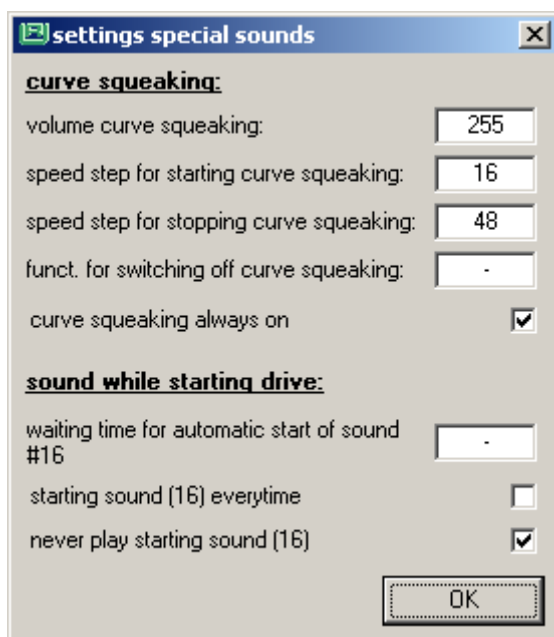 settings special sounds
curve squeaking:
volume curve squeaking: 255
speed step for starting curve squeaking: 16
speed step for stopping curve squeaking: 48
funct. for switching off curve squeaking: -
curve squeaking always on
sound while starting drive:
waiting time for automatic start of sound
#16 -
starting sound (16) everytime
never play starting sound (16)
OK